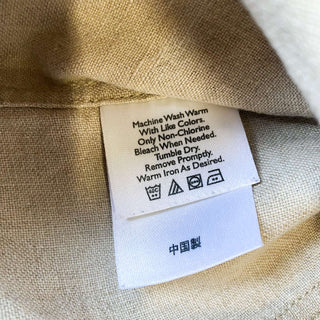 Machine Wash Warm
With Like Colors.
Only Non-Chlorine
Bleach When Needed.
Tumble Dry.
Remove Promptly.
Warm Iron As Desired.
中国製